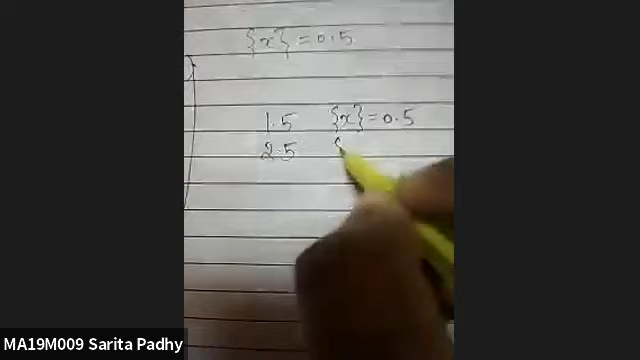 {x} = 0.5
1.5 {x} = 0.5
2.5 {
MA19M009 Sarita Padhy